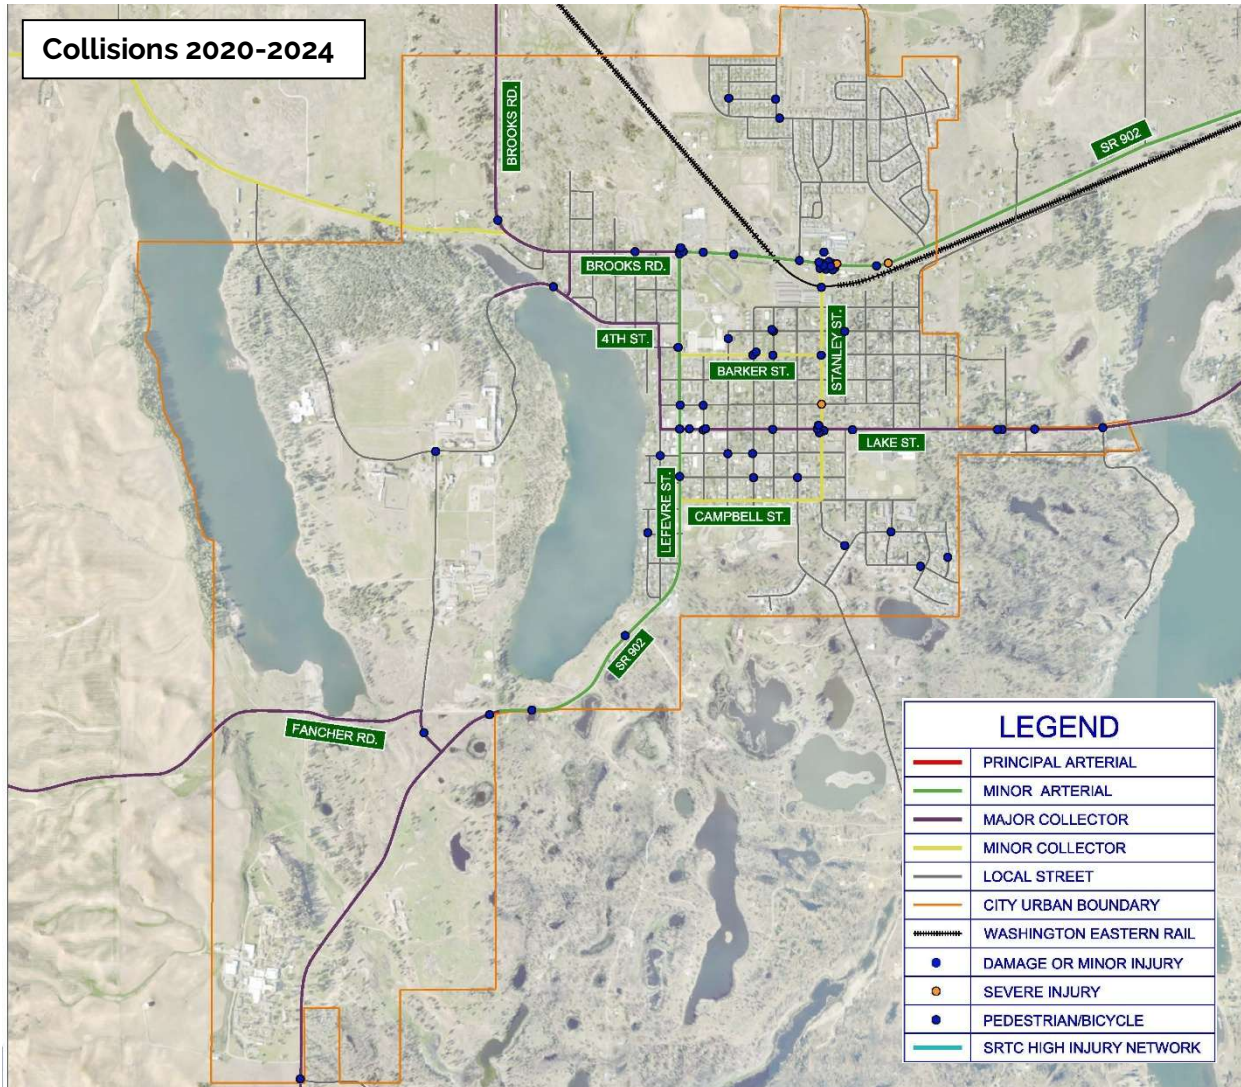 Collisions 2020-2024
BROOKS RD.
SR 902
BROOKS RD.
4TH ST.
BARKER ST.
STANLEY ST.
LAKE ST.
LEFEVRE ST.
CAMPBELL ST.
SR 902
FANCHER RD.
LEGEND
PRINCIPAL ARTERIAL
MINOR ARTERIAL
MAJOR COLLECTOR
MINOR COLLECTOR
LOCAL STREET
CITY URBAN BOUNDARY
WASHINGTON EASTERN RAIL
DAMAGE OR MINOR INJURY
SEVERE INJURY
PEDESTRIAN/BICYCLE
SRTC HIGH INJURY NETWORK